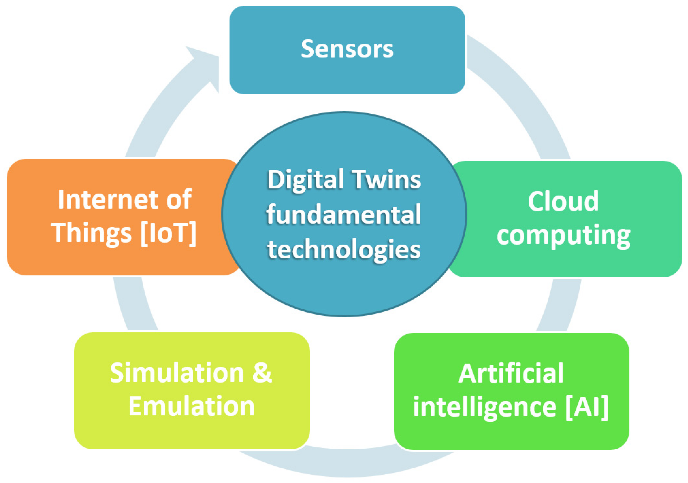 Sensors
Digital Twins
fundamental
technologies
Cloud
computing
Artificial
intelligence [AI]
Simulation &
Emulation
Internet of
Things [IoT]